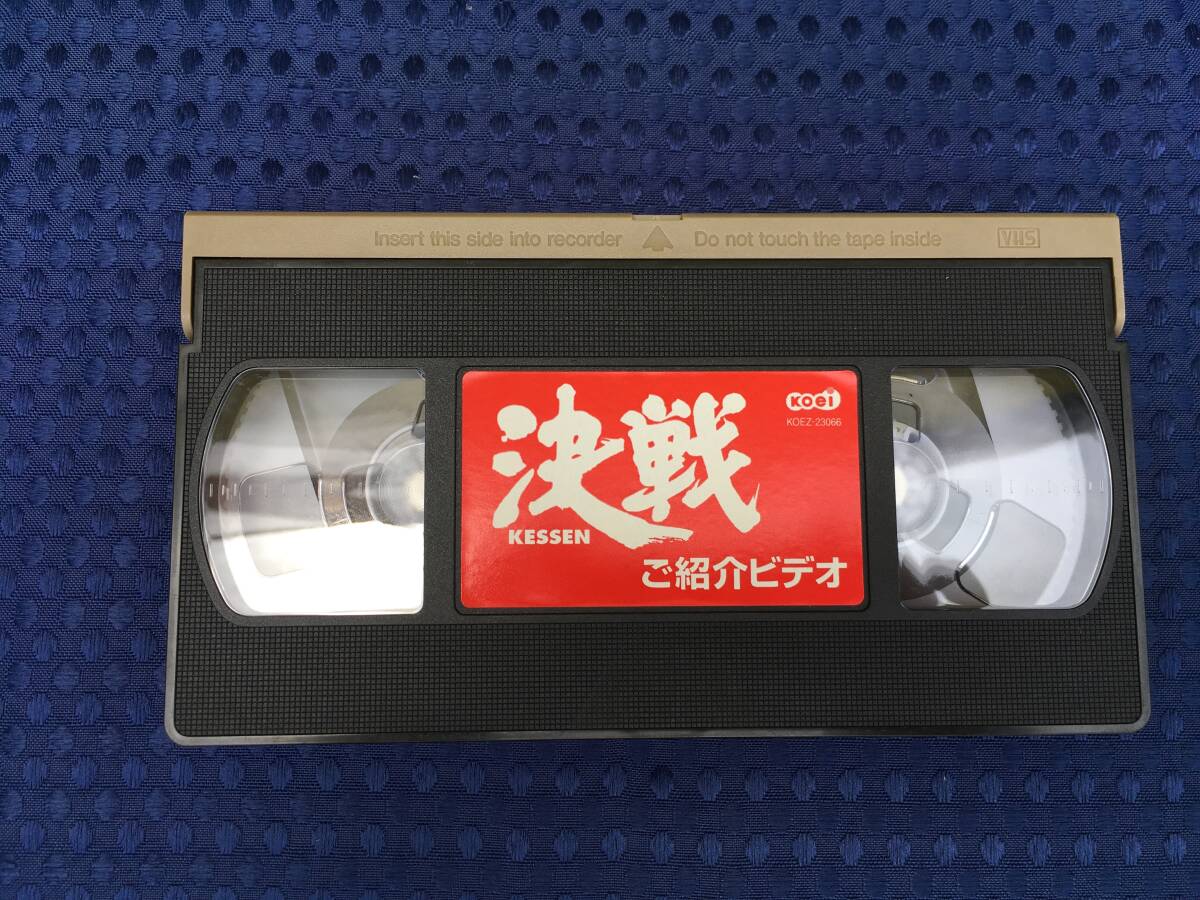 Insert this side into recorder Do not touch the tape inside VHS
KOEI
KOEZ-23066
決戦
KESSEN
ご紹介ビデオ